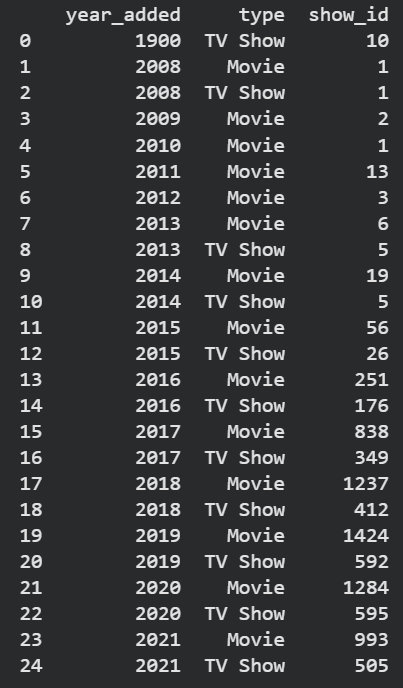 year_added type show_id
0 1900 TV Show 10
1 2008 Movie 1
2 2008 TV Show 1
3 2009 Movie 2
4 2010 Movie 1
5 2011 Movie 13
6 2012 Movie 3
7 2013 Movie 6
8 2013 TV Show 5
9 2014 Movie 19
10 2014 TV Show 5
11 2015 Movie 56
12 2015 TV Show 26
13 2016 Movie 251
14 2016 TV Show 176
15 2017 Movie 838
16 2017 TV Show 349
17 2018 Movie 1237
18 2018 TV Show 412
19 2019 Movie 1424
20 2019 TV Show 592
21 2020 Movie 1284
22 2020 TV Show 595
23 2021 Movie 993
24 2021 TV Show 505